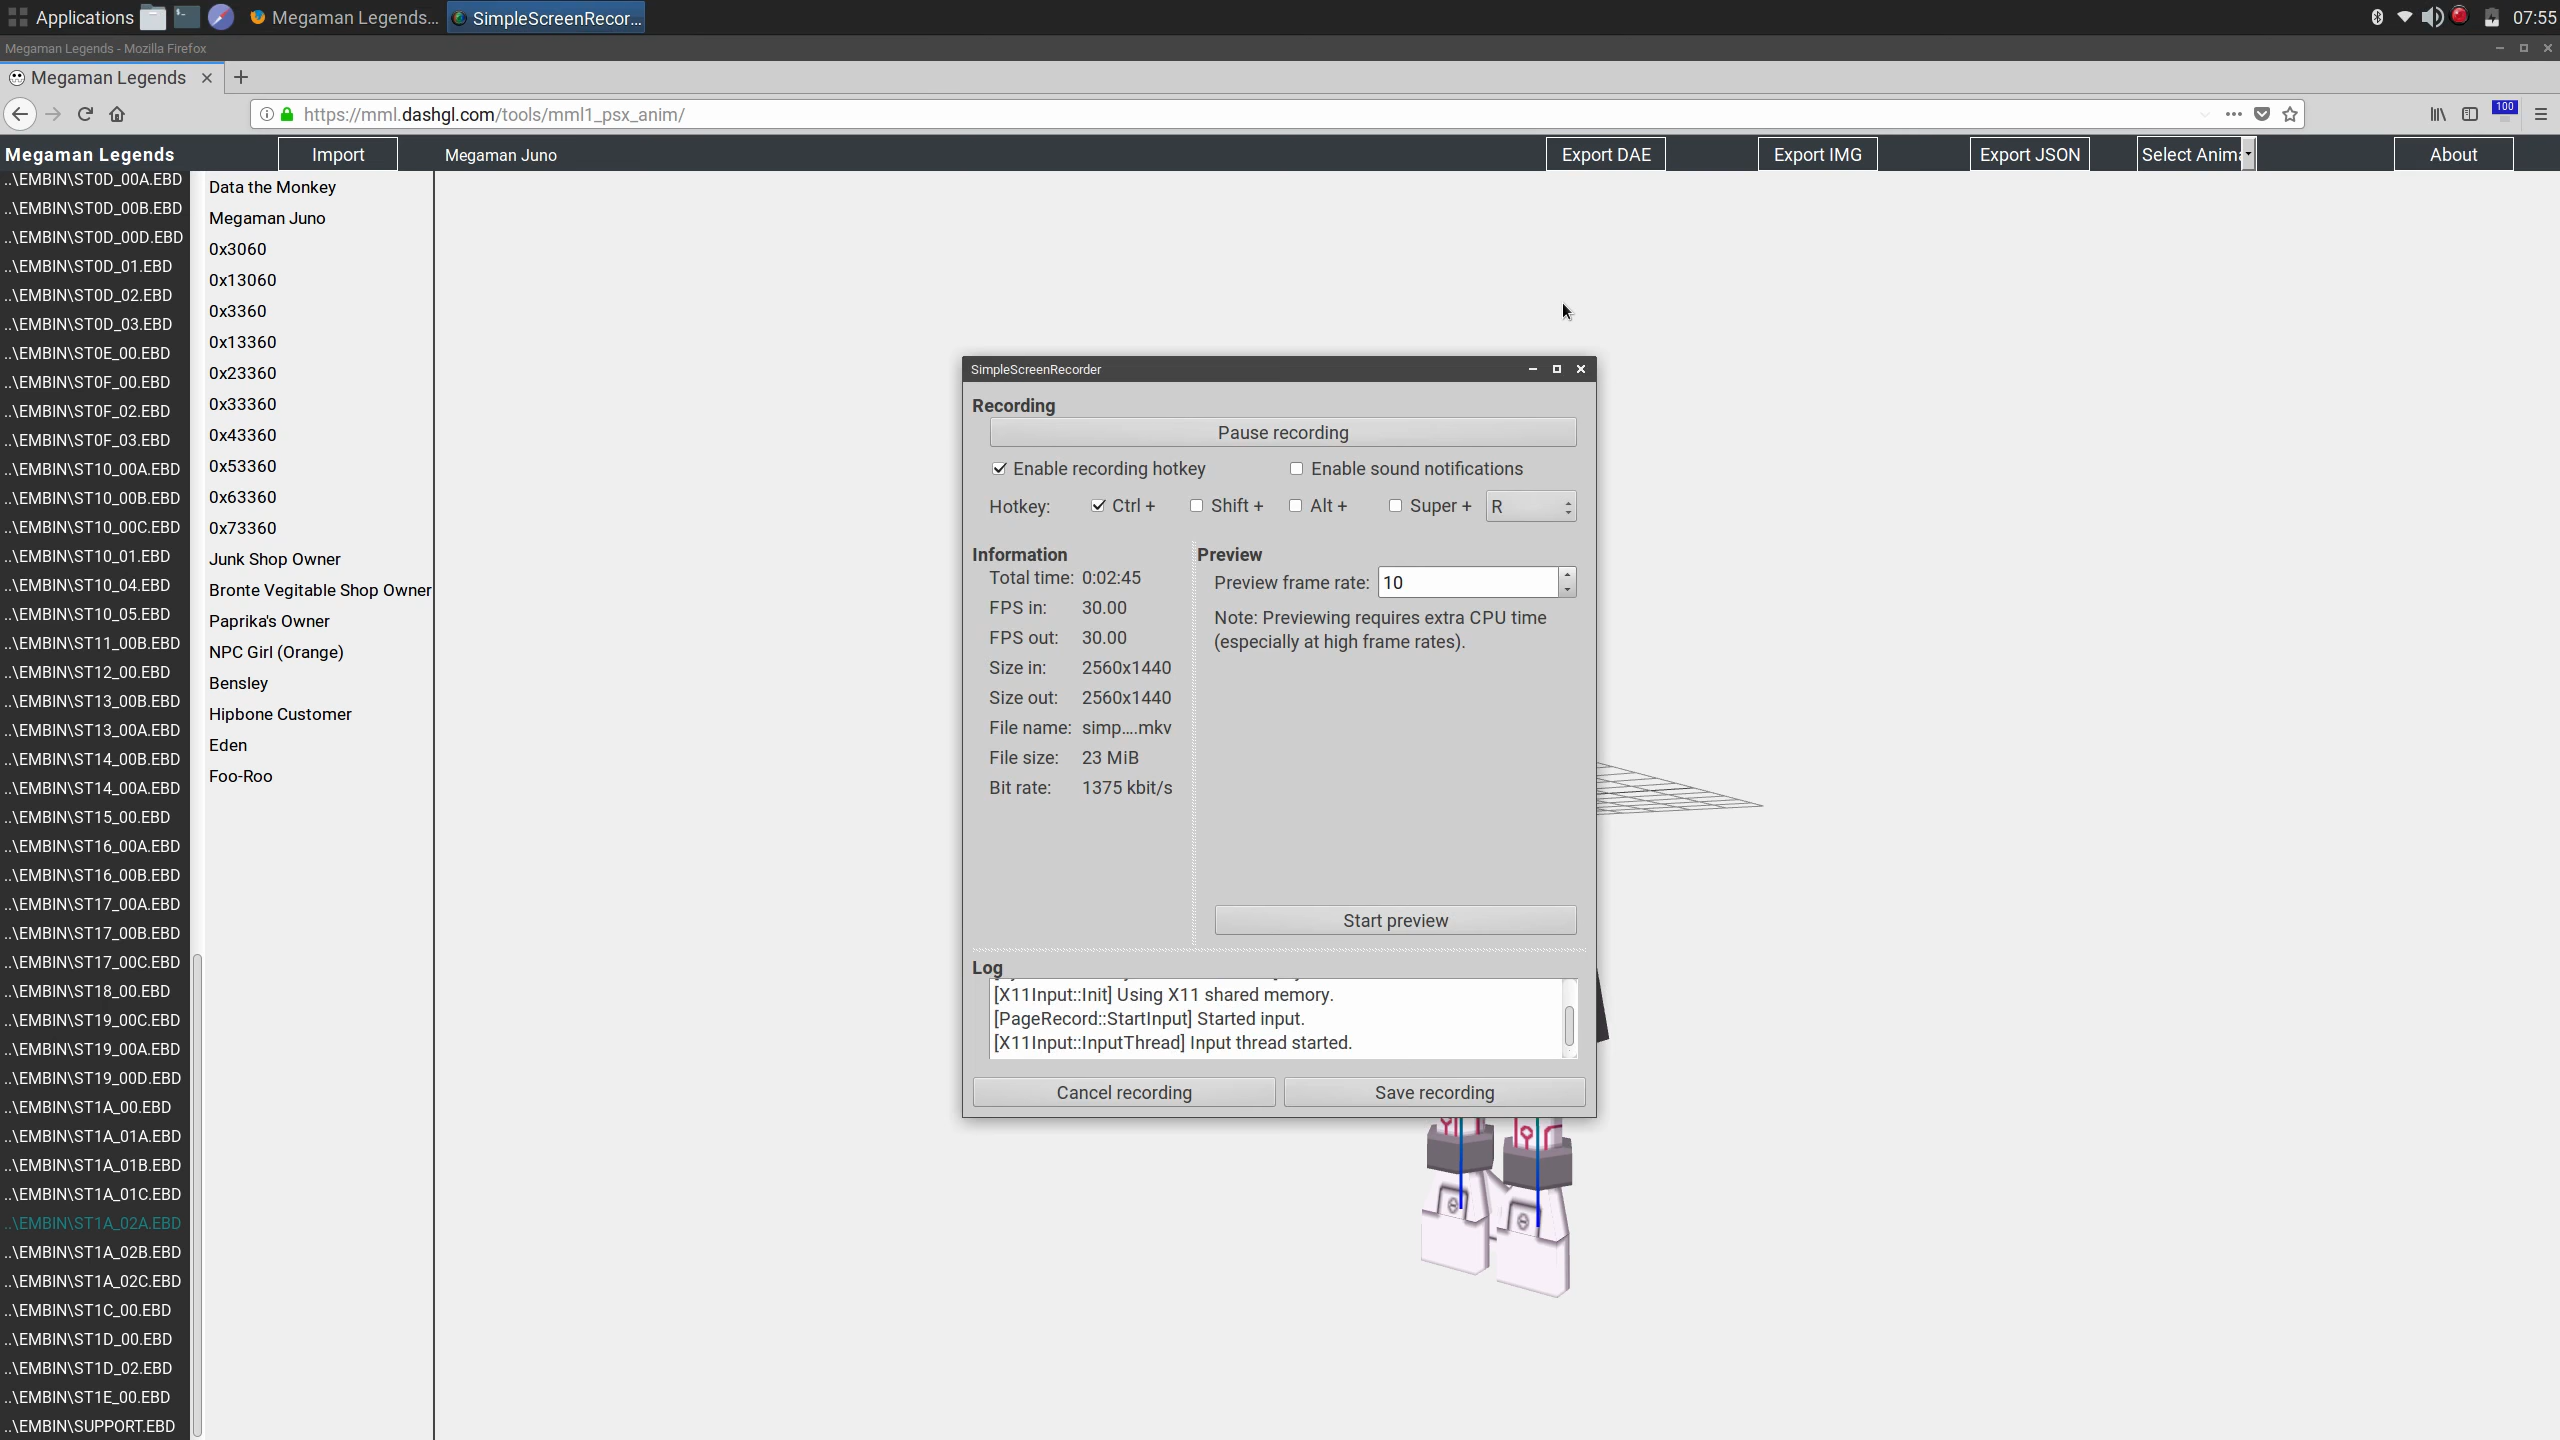 Applications
Megaman Legends...
SimpleScreenRecor...
07:55
Megaman Legends - Mozilla Firefox
Megaman Legends
https://mml.dashgl.com/tools/mml1_psx_anim/
100
Megaman Legends
Import
Megaman Juno
Export DAE
Export IMG
Export JSON
Select Anima
About
..\EMBIN\ST0D_00A.EBD
..\EMBIN\ST0D_00B.EBD
..\EMBIN\ST0D_00D.EBD
..\EMBIN\ST0D_01.EBD
..\EMBIN\ST0D_02.EBD
..\EMBIN\ST0D_03.EBD
..\EMBIN\ST0E_00.EBD
..\EMBIN\ST0F_00.EBD
..\EMBIN\ST0F_02.EBD
..\EMBIN\ST0F_03.EBD
..\EMBIN\ST10_00A.EBD
..\EMBIN\ST10_00B.EBD
..\EMBIN\ST10_00C.EBD
..\EMBIN\ST10_01.EBD
..\EMBIN\ST10_04.EBD
..\EMBIN\ST10_05.EBD
..\EMBIN\ST11_00B.EBD
..\EMBIN\ST12_00.EBD
..\EMBIN\ST13_00B.EBD
..\EMBIN\ST13_00A.EBD
..\EMBIN\ST14_00B.EBD
..\EMBIN\ST14_00A.EBD
..\EMBIN\ST15_00.EBD
..\EMBIN\ST16_00A.EBD
..\EMBIN\ST16_00B.EBD
..\EMBIN\ST17_00A.EBD
..\EMBIN\ST17_00B.EBD
..\EMBIN\ST17_00C.EBD
..\EMBIN\ST18_00.EBD
..\EMBIN\ST19_00C.EBD
..\EMBIN\ST19_00A.EBD
..\EMBIN\ST19_00D.EBD
..\EMBIN\ST1A_00.EBD
..\EMBIN\ST1A_01A.EBD
..\EMBIN\ST1A_01B.EBD
..\EMBIN\ST1A_01C.EBD
..\EMBIN\ST1A_02A.EBD
..\EMBIN\ST1A_02B.EBD
..\EMBIN\ST1A_02C.EBD
..\EMBIN\ST1C_00.EBD
..\EMBIN\ST1D_00.EBD
..\EMBIN\ST1D_02.EBD
..\EMBIN\ST1E_00.EBD
..\EMBIN\SUPPORT.EBD
Data the Monkey
Megaman Juno
0x3060
0x13060
0x3360
0x13360
0x23360
0x33360
0x43360
0x53360
0x63360
0x73360
Junk Shop Owner
Bronte Vegitable Shop Owner
Paprika's Owner
NPC Girl (Orange)
Bensley
Hipbone Customer
Eden
Foo-Roo
SimpleScreenRecorder
Recording
Pause recording
Enable recording hotkey
Enable sound notifications
Hotkey:
Ctrl +
Shift +
Alt +
Super +
R
Information
Total time: 0:02:45
FPS in: 30.00
FPS out: 30.00
Size in: 2560x1440
Size out: 2560x1440
File name: simp....mkv
File size: 23 MiB
Bit rate: 1375 kbit/s
Preview
Preview frame rate: 10
Note: Previewing requires extra CPU time
(especially at high frame rates).
Start preview
Log
[X11Input::Init] Using X11 shared memory.
[PageRecord::StartInput] Started input.
[X11Input::InputThread] Input thread started.
Cancel recording
Save recording